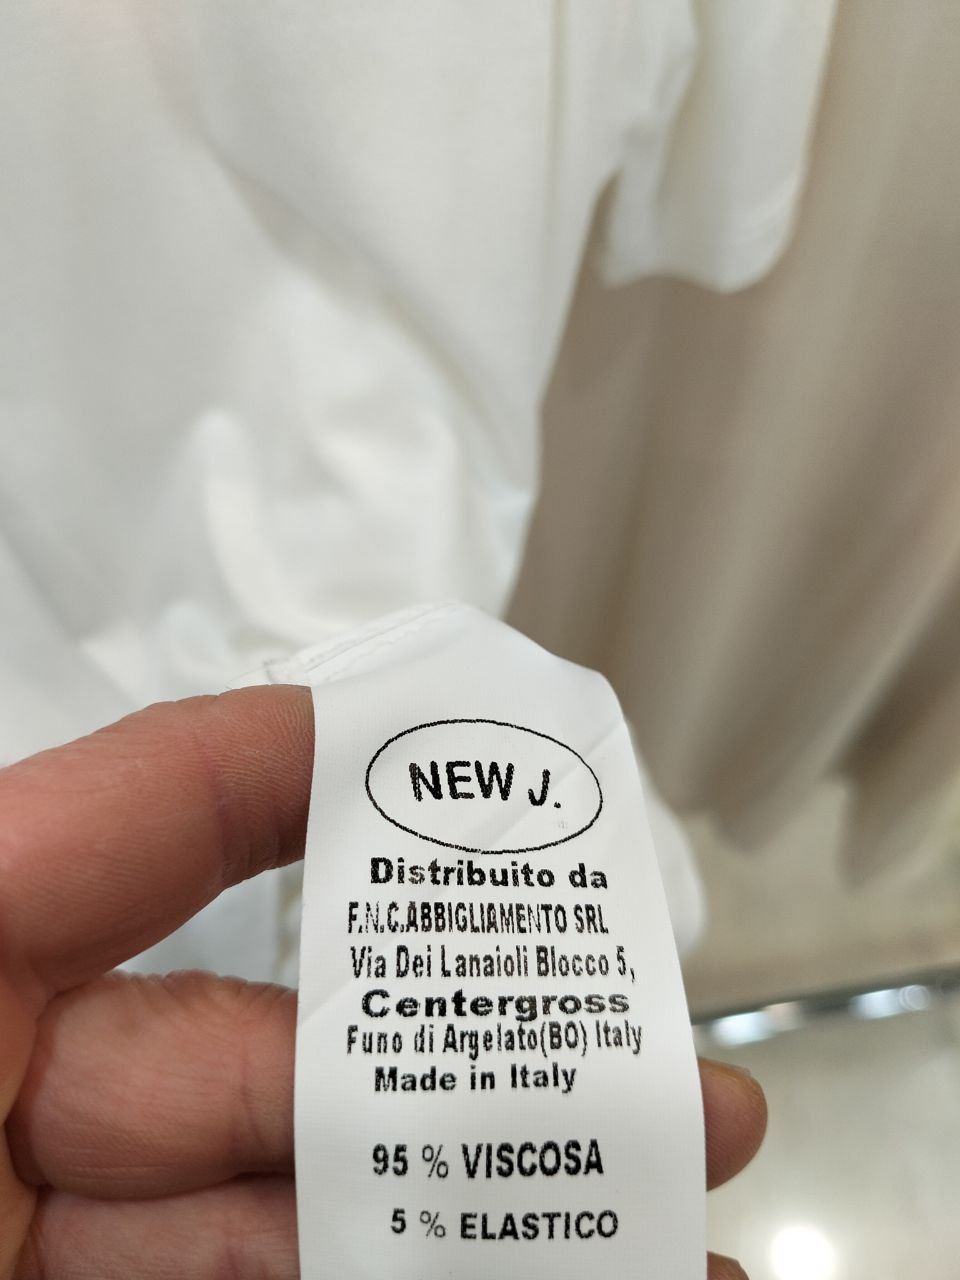 NEW J.
Distribuito da
F.N.C.ABBIGLIAMENTO SRL
Via Dei Lanaioli Blocco 5,
Centergross
Funo di Argelato(BO) Italy
Made in Italy
95 % VISCOSA
5 % ELASTICO